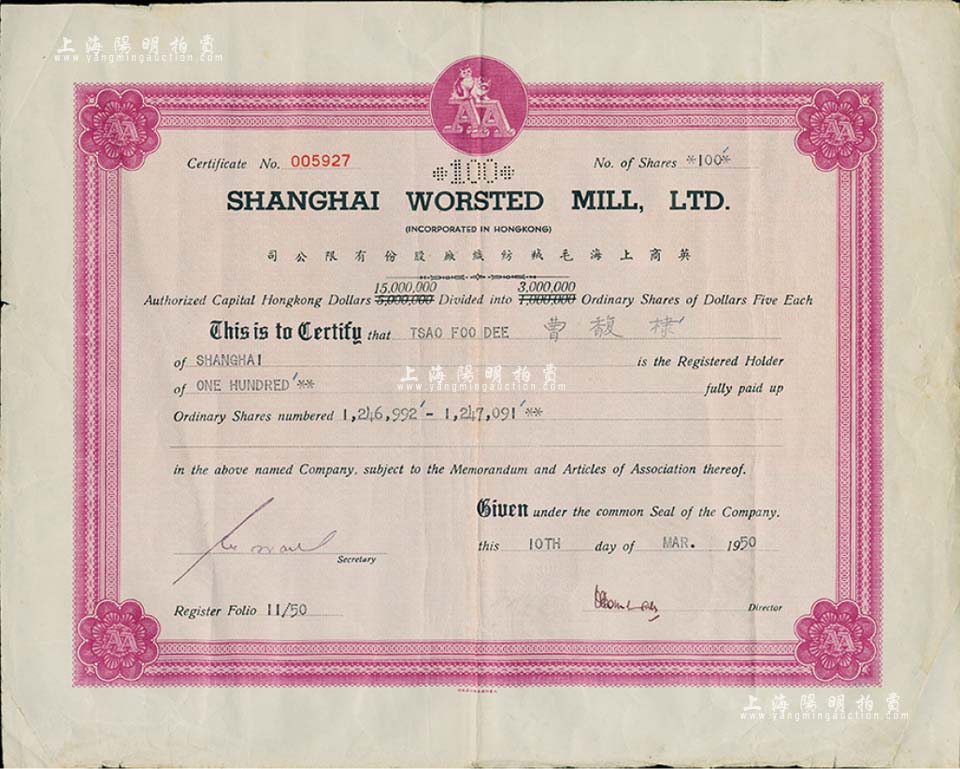 上海陽明拍賣
www.yangmingauction.com
AA
AA
AA
Certificate No. 005927
No. of Shares *100*
*100*
SHANGHAI WORSTED MILL, LTD.
(INCORPORATED IN HONGKONG)
司公限有份股廠織紡絨毛海上商英
15,000,000 3,000,000
Authorized Capital Hongkong Dollars 5,000,000 Divided into 1,000,000 Ordinary Shares of Dollars Five Each
This is to Certify that TSAO FOO DEE 曹馥棣
of SHANGHAI is the Registered Holder
上海陽明拍賣
www.yangmingauction.com
of ONE HUNDRED ** fully paid up
Ordinary Shares numbered 1,246,992 - 1,247,091 **
in the above named Company, subject to the Memorandum and Articles of Association thereof.
Given under the common Seal of the Company.
this 10TH day of MAR. 1950
Secretary
Register Folio 11/50
Director
AA
AA
上海陽明拍賣
www.yangmingauction.com